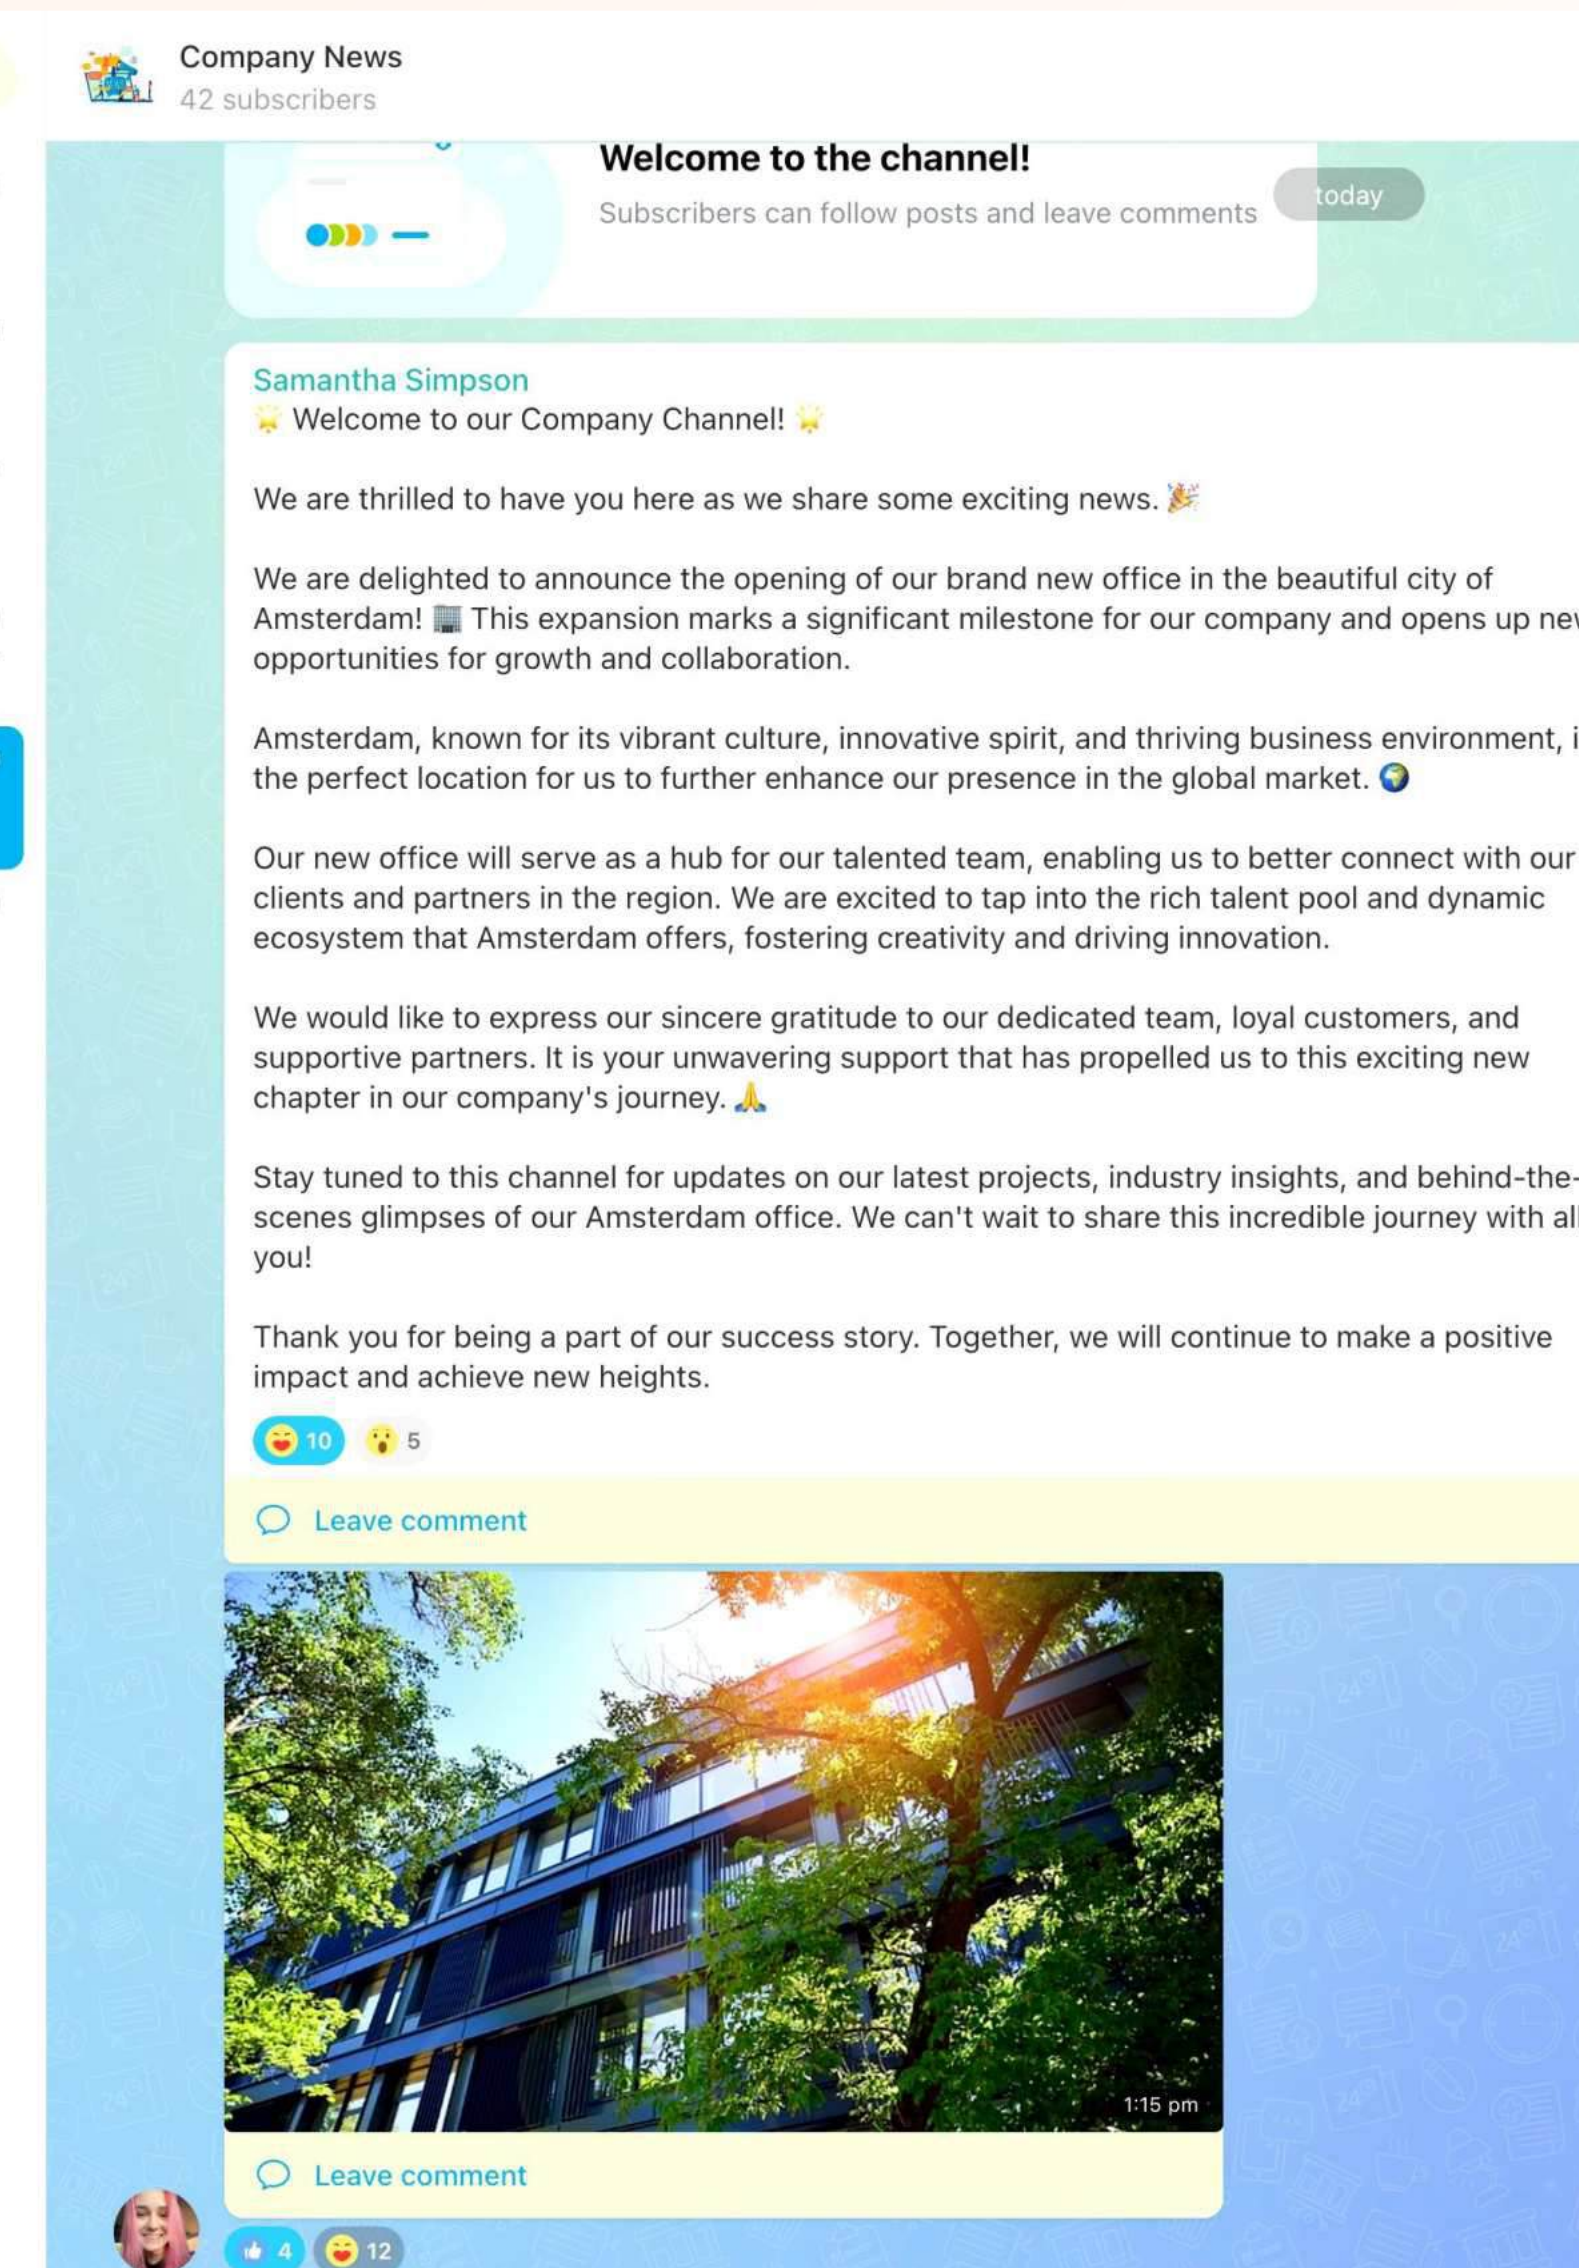 Company News
42 subscribers
Welcome to the channel!
Subscribers can follow posts and leave comments
today
Samantha Simpson
🌟 Welcome to our Company Channel! 🌟
We are thrilled to have you here as we share some exciting news. 🎉
We are delighted to announce the opening of our brand new office in the beautiful city of
Amsterdam! 🏢 This expansion marks a significant milestone for our company and opens up
opportunities for growth and collaboration.
Amsterdam, known for its vibrant culture, innovative spirit, and thriving business environment,
the perfect location for us to further enhance our presence in the global market. 🌍
Our new office will serve as a hub for our talented team, enabling us to better connect with our
clients and partners in the region. We are excited to tap into the rich talent pool and dynamic
ecosystem that Amsterdam offers, fostering creativity and driving innovation.
We would like to express our sincere gratitude to our dedicated team, loyal customers, and
supportive partners. It is your unwavering support that has propelled us to this exciting new
chapter in our company's journey. 🙏
Stay tuned to this channel for updates on our latest projects, industry insights, and behind-the-
scenes glimpses of our Amsterdam office. We can't wait to share this incredible journey with all
you!
Thank you for being a part of our success story. Together, we will continue to make a positive
impact and achieve new heights.
10 5
Leave comment
1:15 pm
Leave comment
4 12